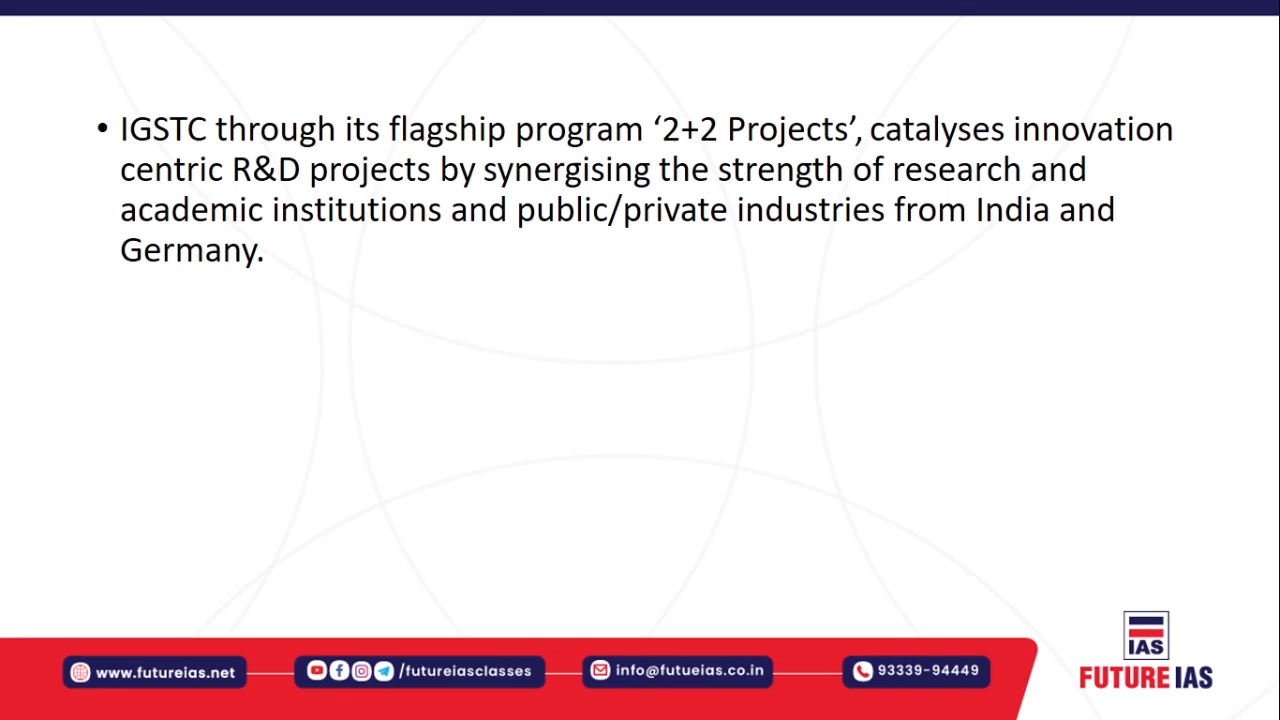 • IGSTC through its flagship program ‘2+2 Projects’, catalyses innovation
centric R&D projects by synergising the strength of research and
academic institutions and public/private industries from India and
Germany.
IAS
www.futureias.net
/futureiasclasses
info@futueias.co.in
93339-94449
FUTURE IAS